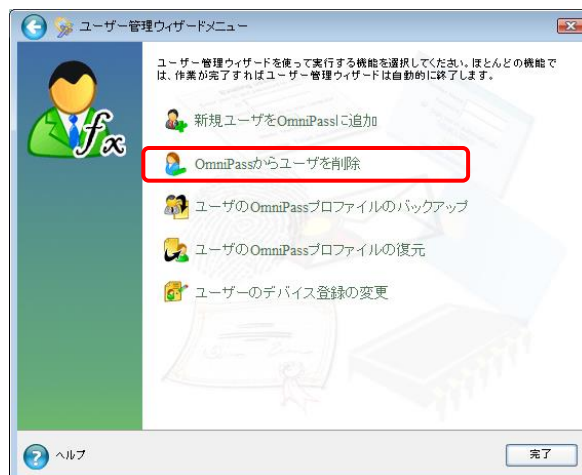 ユーザー管理ウィザードメニュー
ユーザー管理ウィザードを使って実行する機能を選択してください。ほとんどの機能で
は、作業が完了すればユーザー管理ウィザードは自動的に終了します。
fx
新規ユーザをOmniPassに追加
OmniPassからユーザを削除
ユーザのOmniPassプロファイルのバックアップ
ユーザのOmniPassプロファイルの復元
ユーザーのデバイス登録の変更
? ヘルプ
完了